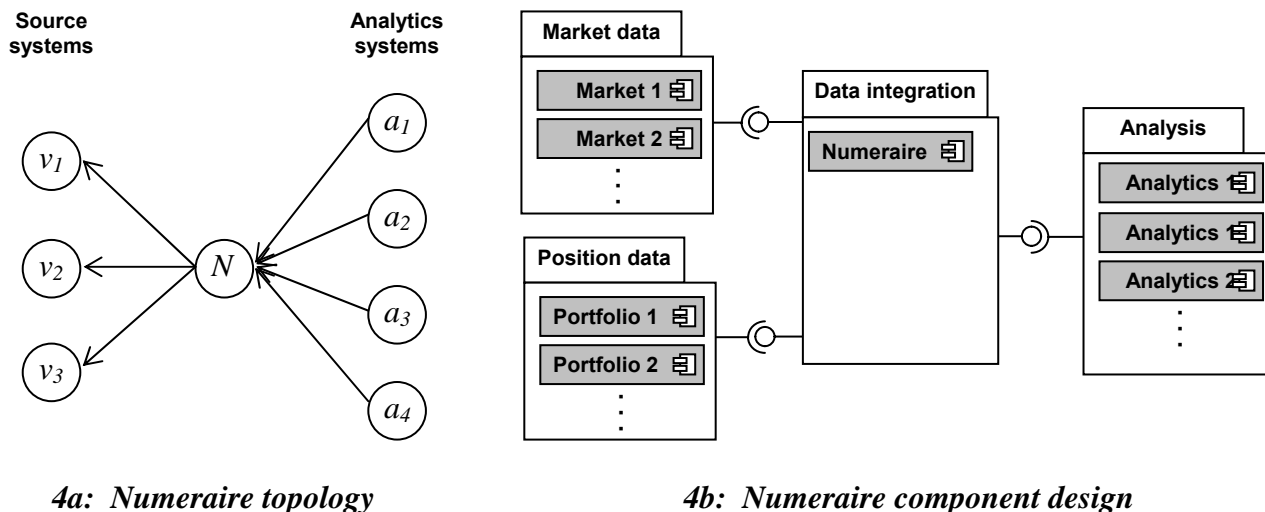 Source
systems
Analytics
systems
v1
v2
v3
N
a1
a2
a3
a4
4a: Numeraire topology
Market data
Market 1
Market 2
Position data
Portfolio 1
Portfolio 2
Data integration
Numeraire
Analysis
Analytics 1
Analytics 1
Analytics 2
4b: Numeraire component design